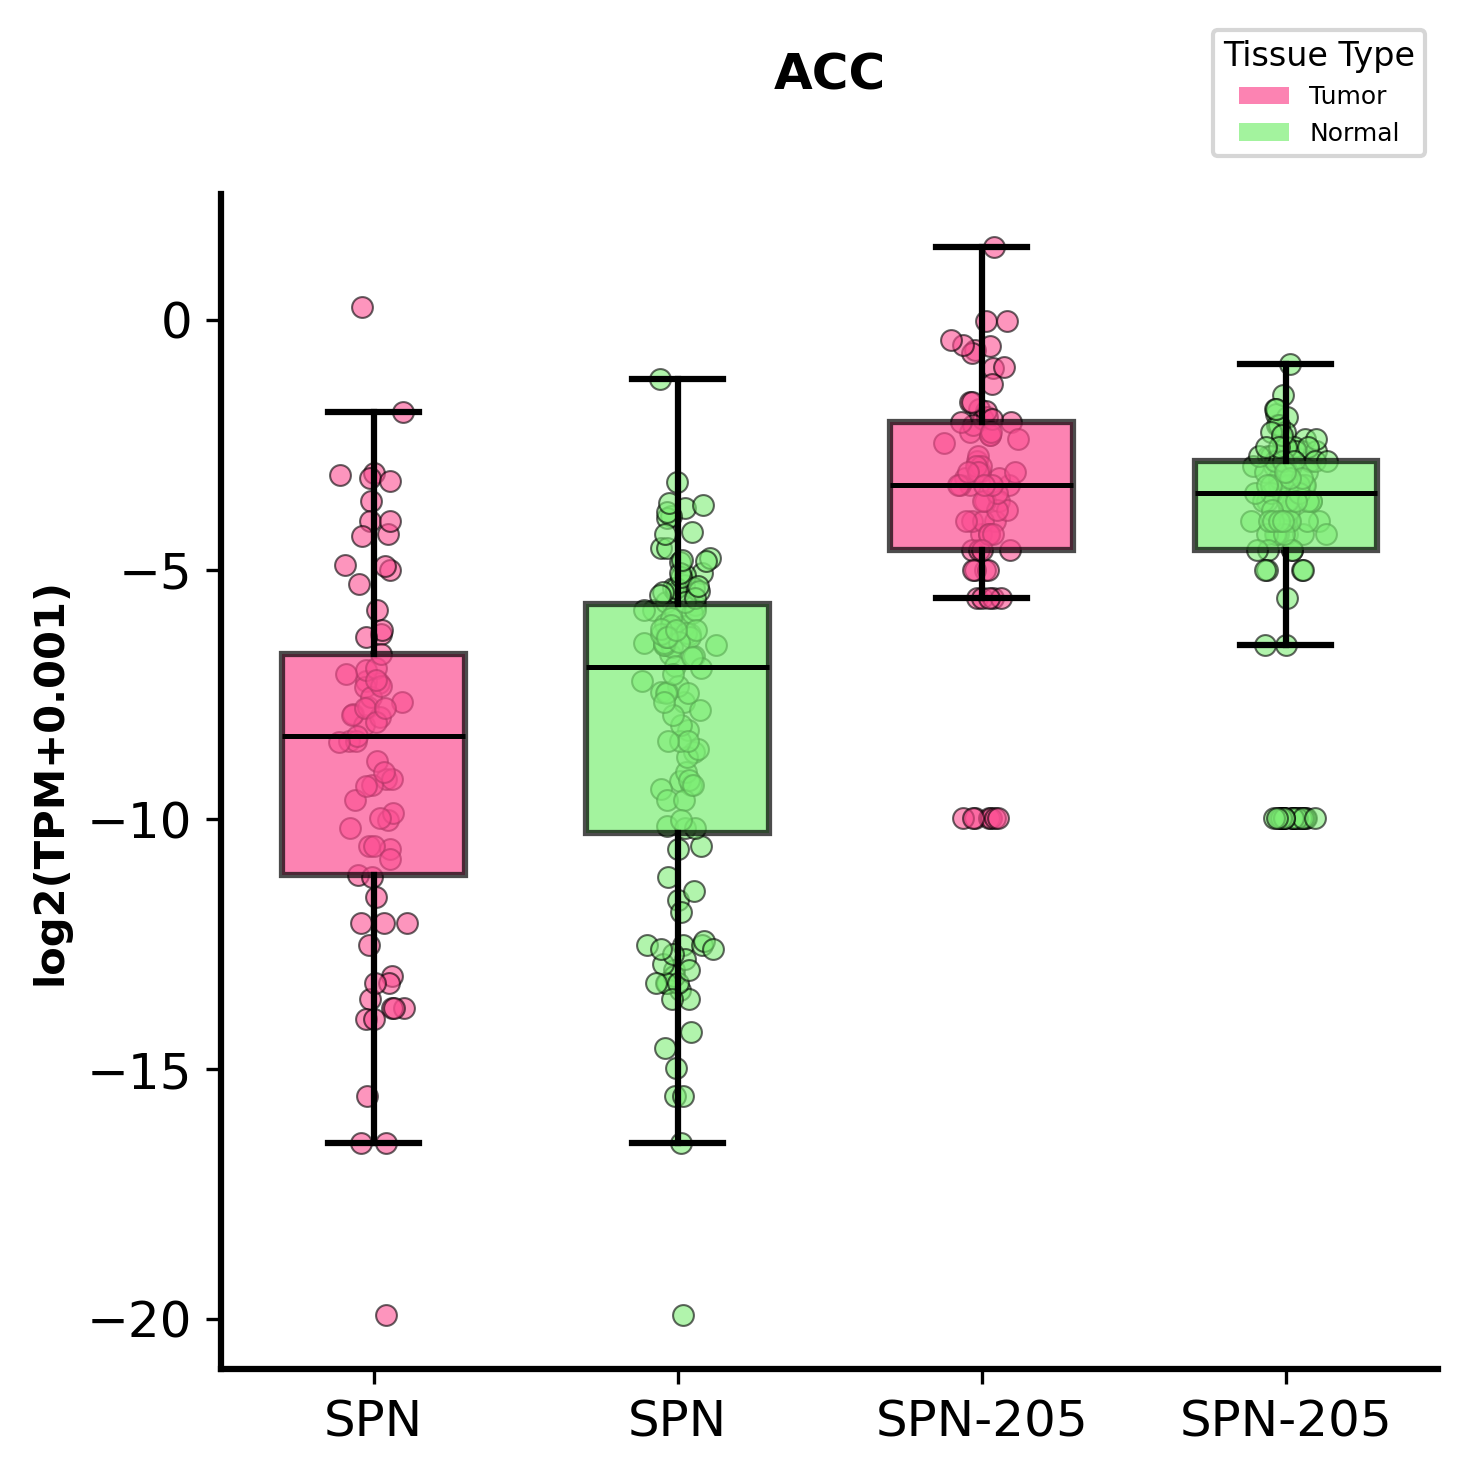 ACC
Tissue Type
Tumor
Normal
log2(TPM+0.001)
0
−5
−10
−15
−20
SPN
SPN
SPN-205
SPN-205